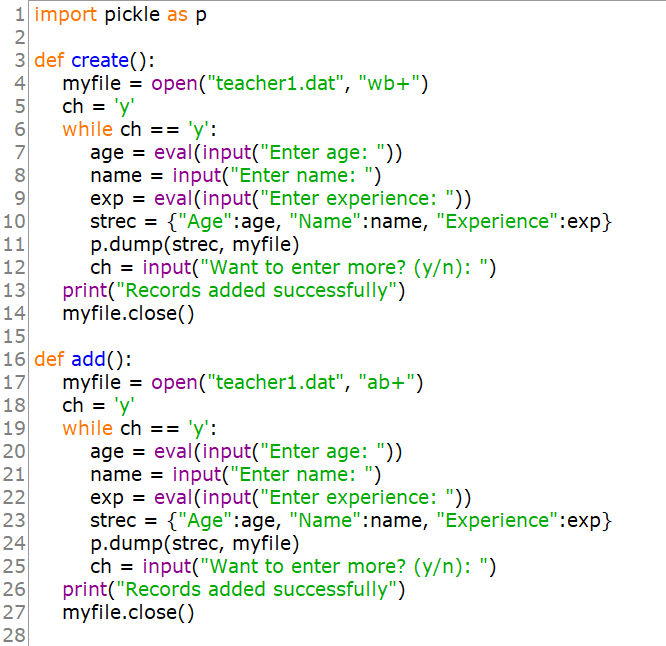 1 import pickle as p
2
3 def create():
4     myfile = open("teacher1.dat", "wb+")
5     ch = 'y'
6     while ch == 'y':
7         age = eval(input("Enter age: "))
8         name = input("Enter name: ")
9         exp = eval(input("Enter experience: "))
10         strec = {"Age":age, "Name":name, "Experience":exp}
11         p.dump(strec, myfile)
12         ch = input("Want to enter more? (y/n): ")
13     print("Records added successfully")
14     myfile.close()
15
16 def add():
17     myfile = open("teacher1.dat", "ab+")
18     ch = 'y'
19     while ch == 'y':
20         age = eval(input("Enter age: "))
21         name = input("Enter name: ")
22         exp = eval(input("Enter experience: "))
23         strec = {"Age":age, "Name":name, "Experience":exp}
24         p.dump(strec, myfile)
25         ch = input("Want to enter more? (y/n): ")
26     print("Records added successfully")
27     myfile.close()
28